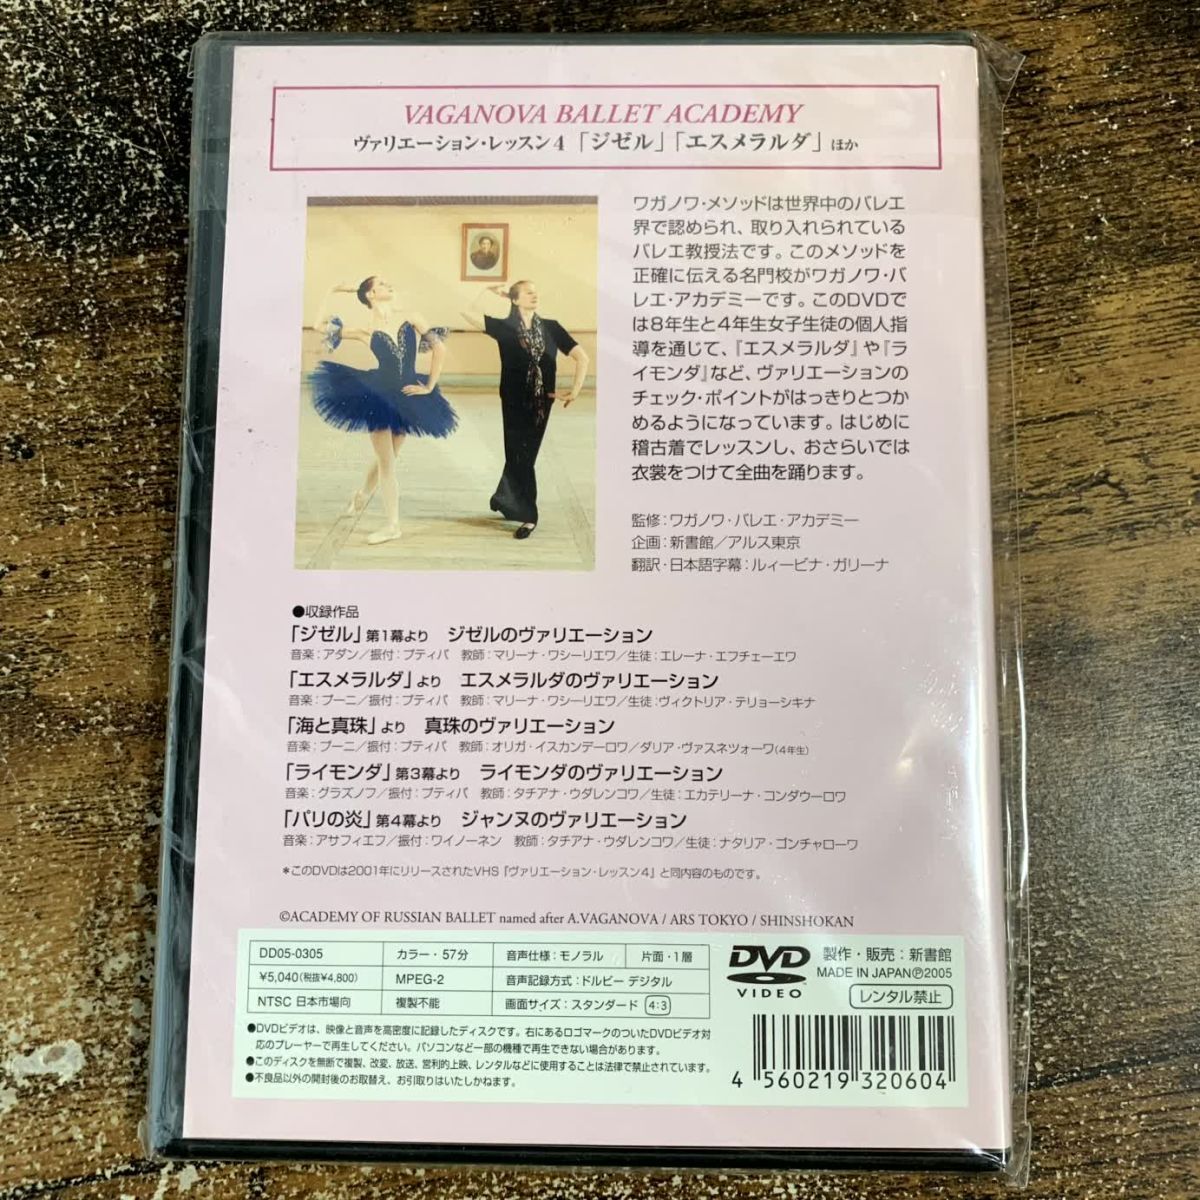 VAGANOVA BALLET ACADEMY
ヴァリエーション・レッスン4「ジゼル」「エスメラルダ」ほか
ワガノワ・メソッドは世界中のバレエ
界で認められ、取り入れられている
バレエ教授法です。このメソッドを
正確に伝える名門校がワガノワ・バ
レエ・アカデミーです。このDVDで
は8年生と4年生女子生徒の個人指
導を通じて、『エスメラルダ』や『ラ
イモンダ』など、ヴァリエーションの
チェック・ポイントがはっきりとつか
めるようになっています。はじめに
稽古着でレッスンし、おさらいでは
衣裳をつけて全曲を踊ります。
監修：ワガノワ・バレエ・アカデミー
企画：新書館／アルス東京
翻訳・日本語字幕：ルィービナ・ガリーナ
●収録作品
「ジゼル」第1幕より　ジゼルのヴァリエーション
音楽：アダン／振付：プティパ　教師：マリーナ・ワシーリエワ／生徒：エレーナ・エフチェーエワ
「エスメラルダ」より　エスメラルダのヴァリエーション
音楽：プーニ／振付：プティパ　教師：マリーナ・ワシーリエワ／生徒：ヴィクトリア・テリョーシキナ
「海と真珠」より　真珠のヴァリエーション
音楽：プーニ／振付：プティパ　教師：オリガ・イスカンデーロワ／ダリア・ヴァスネツォーワ（4年生）
「ライモンダ」第3幕より　ライモンダのヴァリエーション
音楽：グラズノフ／振付：プティパ　教師：タチアナ・ウダレンコワ／生徒：エカテリーナ・コンダウーロワ
「パリの炎」第4幕より　ジャンヌのヴァリエーション
音楽：アサフィエフ／振付：ワイノーネン　教師：タチアナ・ウダレンコワ／生徒：ナタリア・ゴンチャローワ
＊このDVDは2001年にリリースされたVHS『ヴァリエーション・レッスン4』と同内容のものです。
©ACADEMY OF RUSSIAN BALLET named after A.VAGANOVA / ARS TOKYO / SHINSHOKAN
DD05-0305　カラー・57分　音声仕様：モノラル　片面・1層
¥5,040（税抜¥4,800）　MPEG-2　音声記録方式：ドルビー デジタル
NTSC 日本市場向　複製不能　画面サイズ：スタンダード 4:3
DVD
VIDEO
製作・販売：新書館
MADE IN JAPAN Ⓟ2005
レンタル禁止
●DVDビデオは、映像と音声を高密度に記録したディスクです。右にあるロゴマークのついたDVDビデオ対
応のプレーヤーで再生してください。パソコンなど一部の機種で再生できない場合があります。
●このディスクを無断で複製、改変、放送、営利的上映、レンタルなどに使用することは法律で禁止されています。
●不良品以外の開封後のお取替え、お引取りはいたしかねます。
4 560219 320604